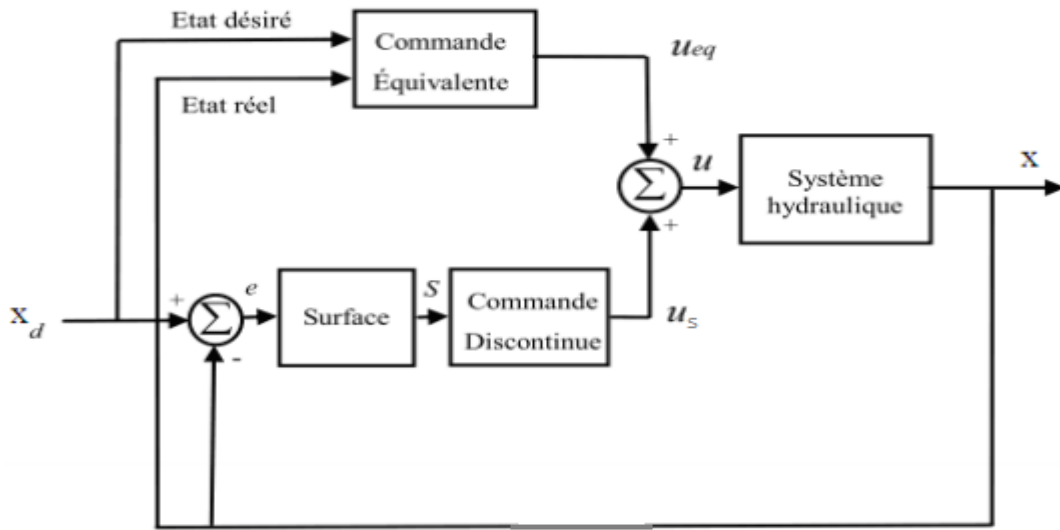 Etat désiré
Commande
Équivalente
Etat réel
u_eq
+
Σ
u
Système
hydraulique
x
+
x_d
+
Σ
-
e
Surface
S
Commande
Discontinue
u_s